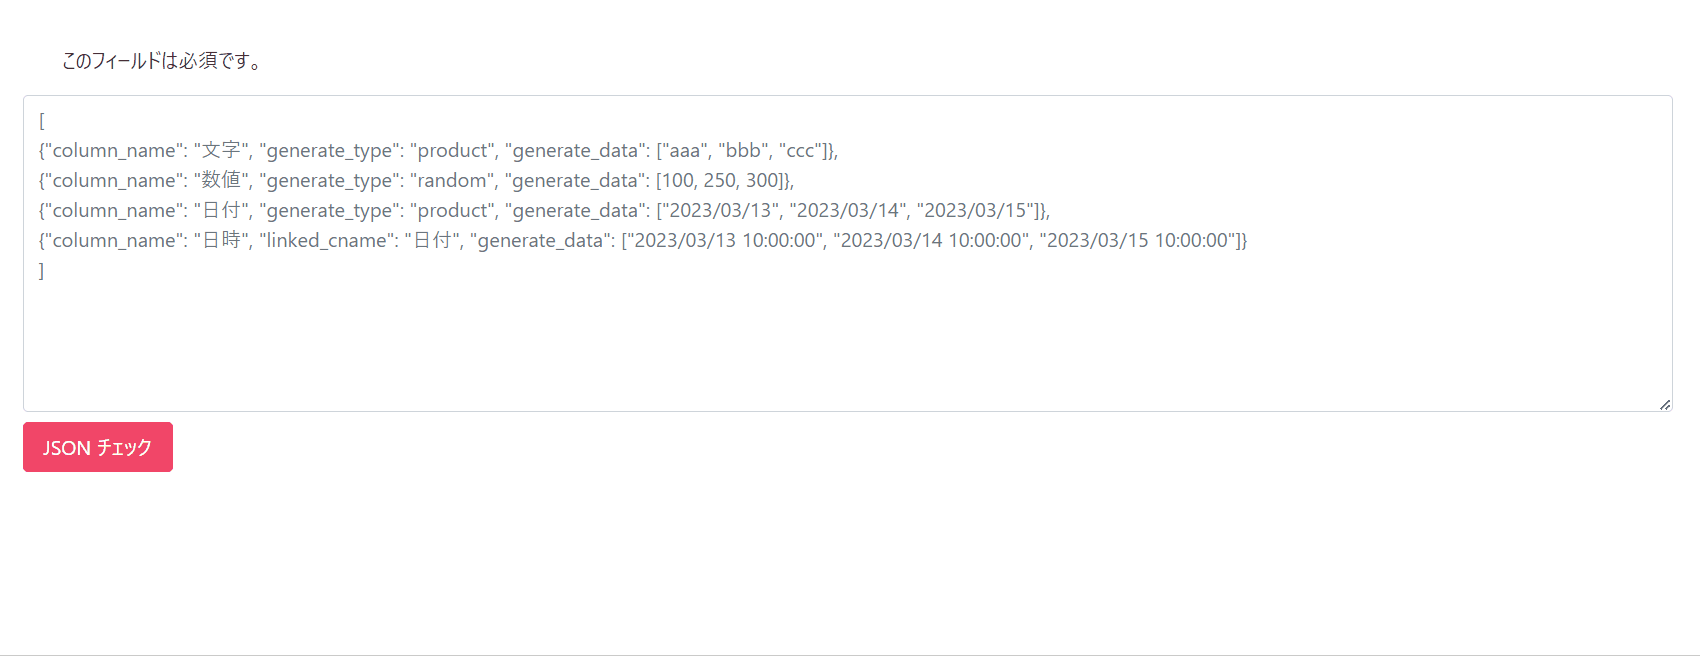 このフィールドは必須です。
[
{"column_name": "文字", "generate_type": "product", "generate_data": ["aaa", "bbb", "ccc"]},
{"column_name": "数値", "generate_type": "random", "generate_data": [100, 250, 300]},
{"column_name": "日付", "generate_type": "product", "generate_data": ["2023/03/13", "2023/03/14", "2023/03/15"]},
{"column_name": "日時", "linked_cname": "日付", "generate_data": ["2023/03/13 10:00:00", "2023/03/14 10:00:00", "2023/03/15 10:00:00"]}
]
JSON チェック